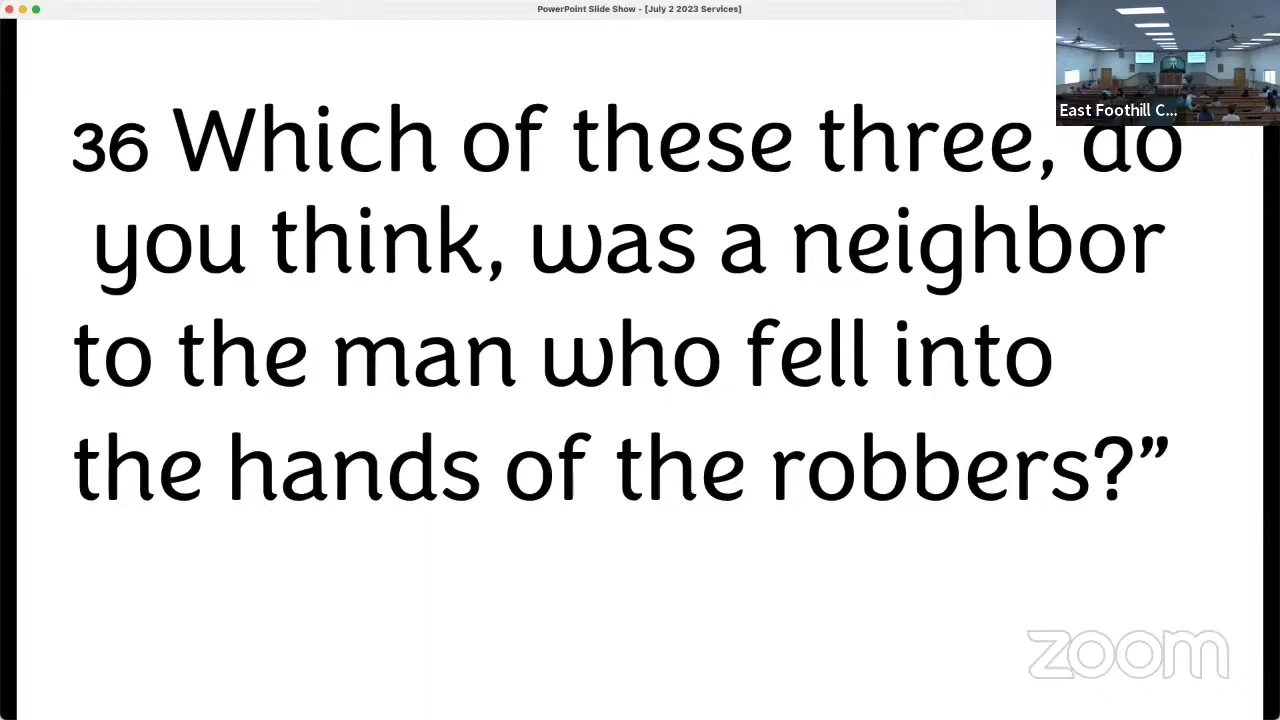 PowerPoint Slide Show - [July 2 2023 Services]
East Foothill C...
36 Which of these three, do
you think, was a neighbor
to the man who fell into
the hands of the robbers?”
zoom